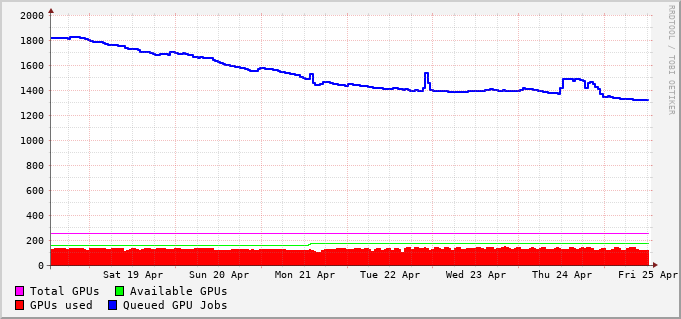 2000
1800
1600
1400
1200
1000
800
600
400
200
0
Sat 19 Apr Sun 20 Apr Mon 21 Apr Tue 22 Apr Wed 23 Apr Thu 24 Apr Fri 25 Apr
Total GPUs Available GPUs
GPUs used Queued GPU Jobs
RRDTOOL / TOBI OETIKER